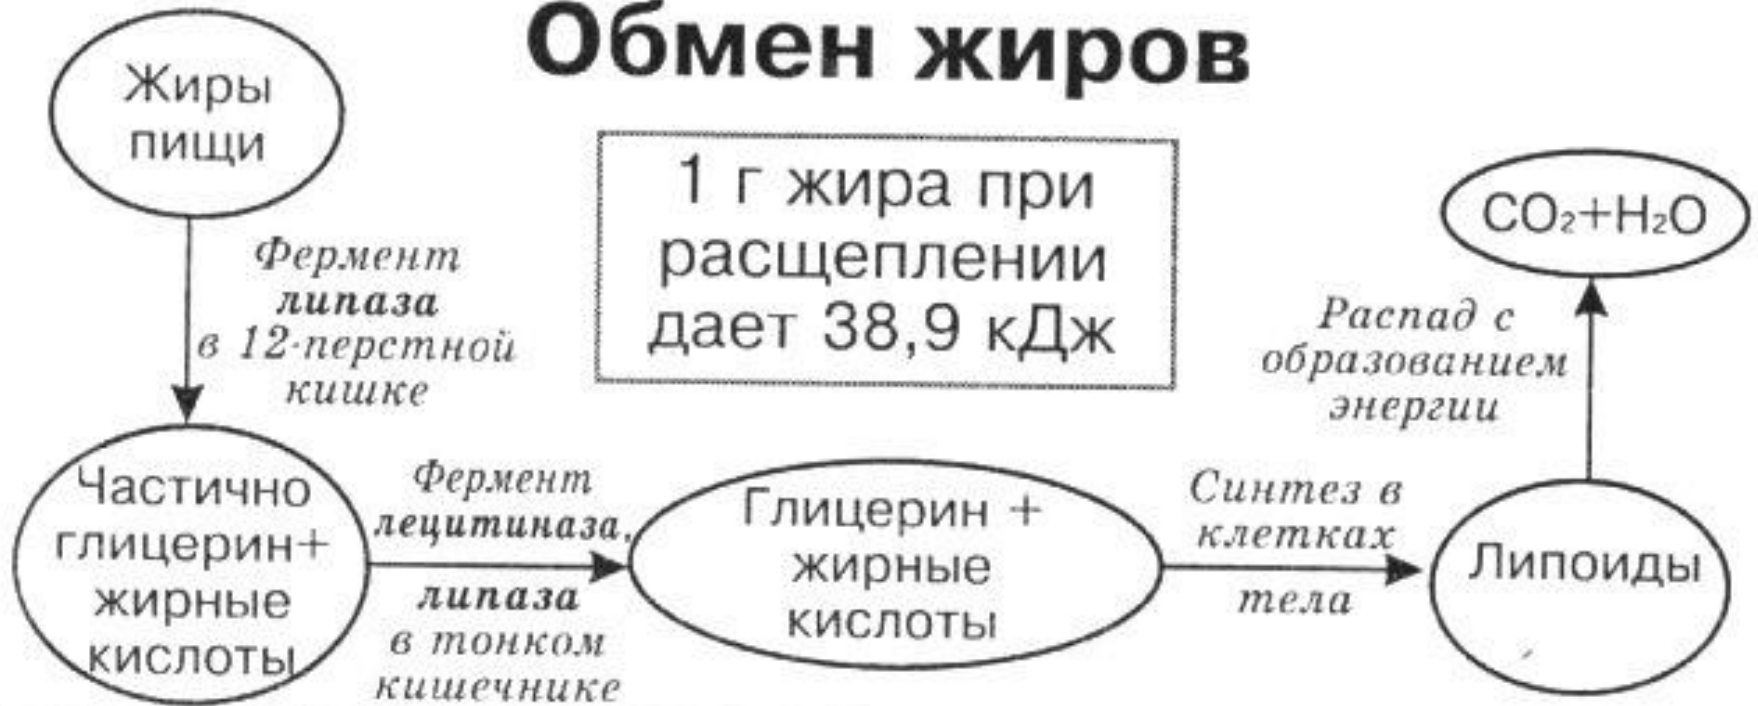 Обмен жиров
Жиры
пищи
Фермент
липаза
в 12-перстной
кишке
1 г жира при
расщеплении
дает 38,9 кДж
CO₂+H₂O
Распад с
образованием
энергии
Частично
глицерин+
жирные
кислоты
Фермент
лецитиназа,
липаза
в тонком
кишечнике
Глицерин +
жирные
кислоты
Синтез в
клетках
тела
Липоиды